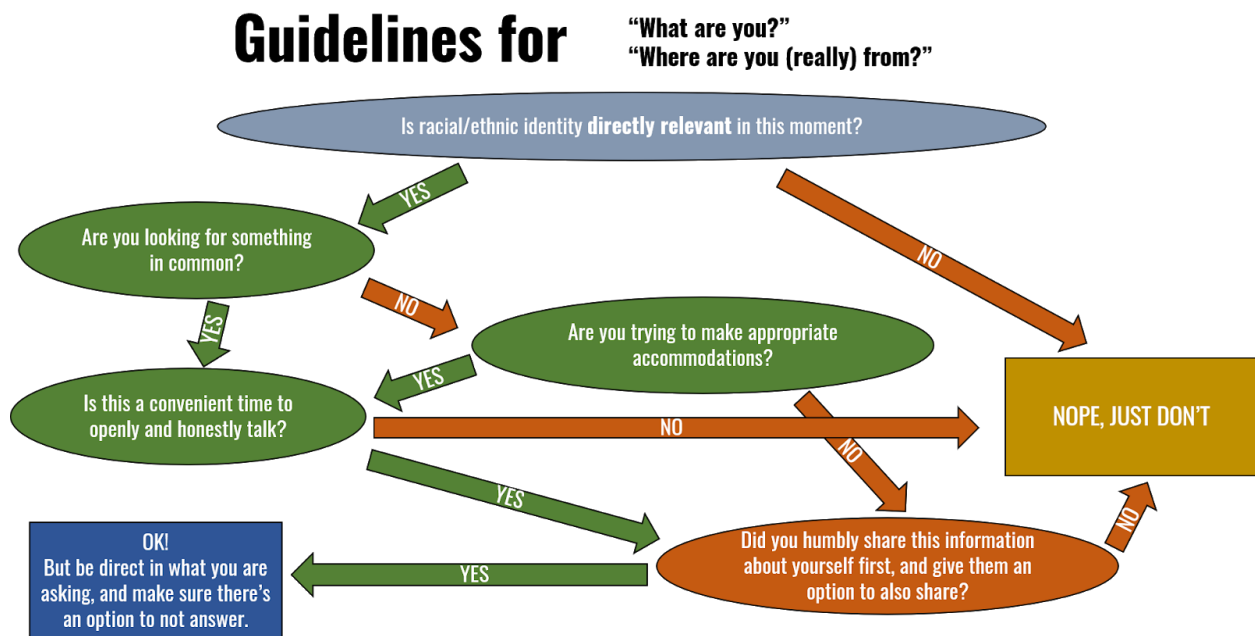 Guidelines for
“What are you?”
“Where are you (really) from?”
Is racial/ethnic identity directly relevant in this moment?
YES
NO
Are you looking for something
in common?
YES
NO
Are you trying to make appropriate
accommodations?
YES
NO
Is this a convenient time to
openly and honestly talk?
NO
YES
NOPE, JUST DON’T
Did you humbly share this information
about yourself first, and give them an
option to also share?
NO
YES
OK!
But be direct in what you are
asking, and make sure there’s
an option to not answer.